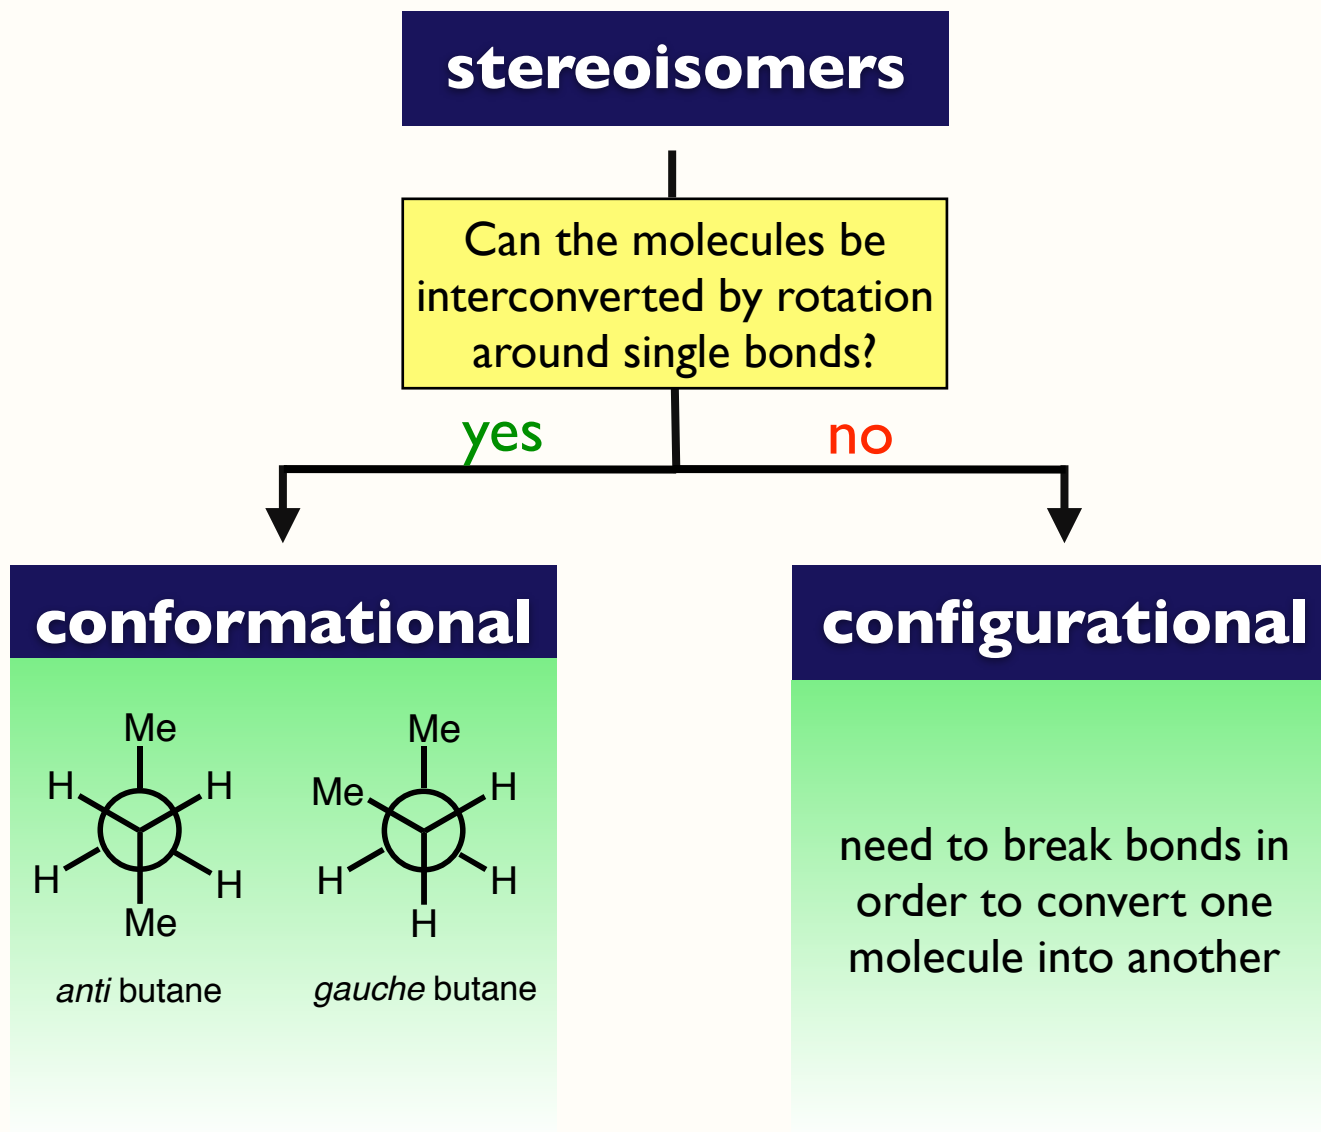 stereoisomers
Can the molecules be
interconverted by rotation
around single bonds?
yes
no
conformational
Me
H
H
H
H
Me
anti butane
Me
Me
H
H
H
H
gauche butane
configurational
need to break bonds in
order to convert one
molecule into another